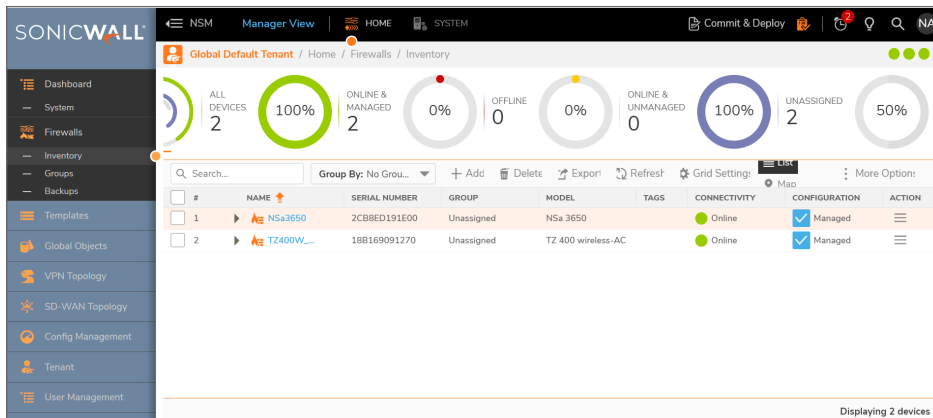 SONICWALL
NSM
Manager View
HOME
SYSTEM
Commit & Deploy
2
NA
Global Default Tenant / Home / Firewalls / Inventory
Dashboard
System
Firewalls
Inventory
Groups
Backups
Templates
Global Objects
VPN Topology
SD-WAN Topology
Config Management
Tenant
User Management
ALL DEVICES
2
100%
ONLINE & MANAGED
2
0%
OFFLINE
0
0%
ONLINE & UNMANAGED
0
100%
UNASSIGNED
2
50%
Search... Group By: No Grou... Add Delete Export Refresh Grid Settings List Map More Options
# NAME SERIAL NUMBER GROUP MODEL TAGS CONNECTIVITY CONFIGURATION ACTION
1 NSa3650 2CB8ED191E00 Unassigned NSa 3650 Online Managed
2 TZ400W_... 18B169091270 Unassigned TZ 400 wireless-AC Online Managed
Displaying 2 devices